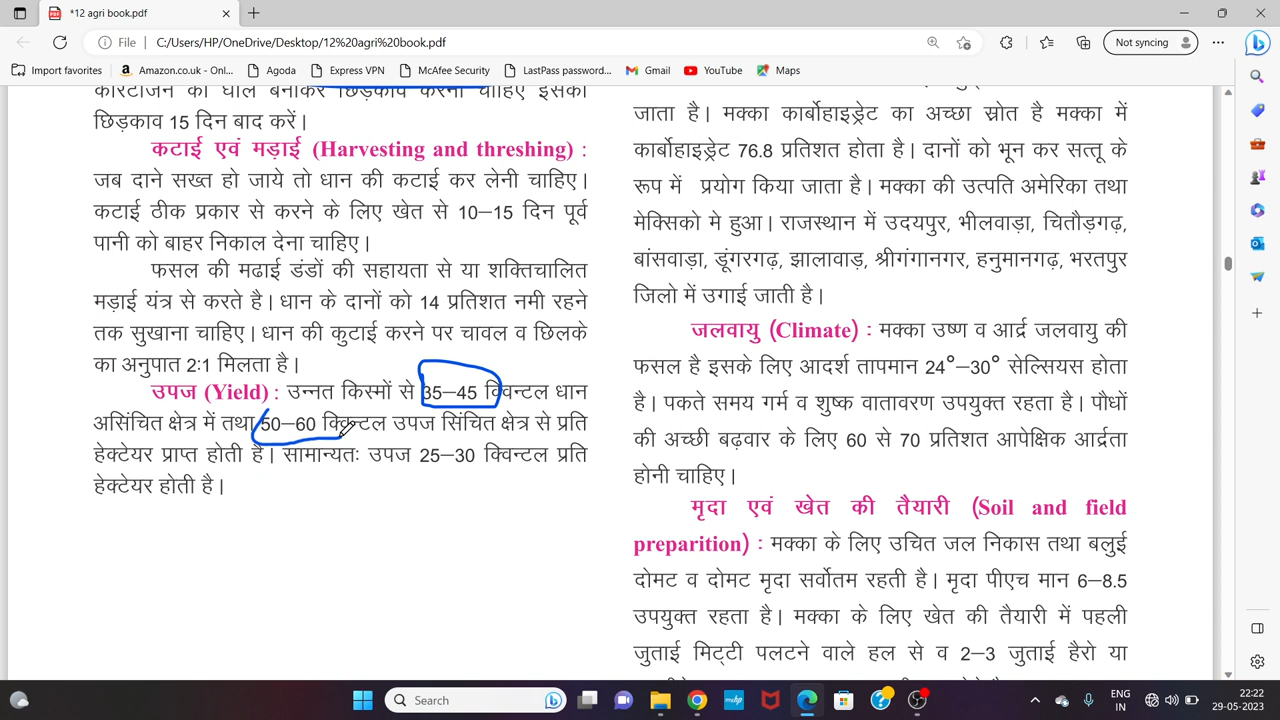 *12 agri book.pdf
File
C:/Users/HP/OneDrive/Desktop/12%20agri%20book.pdf
Not syncing
Import favorites
Amazon.co.uk - Onl...
Agoda
Express VPN
McAfee Security
LastPass password...
Gmail
YouTube
Maps
छिड़काव करना चाहिए इसका
छिड़काव 15 दिन बाद करें।
कटाई एवं मड़ाई (Harvesting and threshing) :
जब दाने सख्त हो जाये तो धान की कटाई कर लेनी चाहिए।
कटाई ठीक प्रकार से करने के लिए खेत से 10–15 दिन पूर्व
पानी को बाहर निकाल देना चाहिए।
फसल की मढाई डंडों की सहायता से या शक्तिचालित
मड़ाई यंत्र से करते है। धान के दानों को 14 प्रतिशत नमी रहने
तक सुखाना चाहिए। धान की कुटाई करने पर चावल व छिलके
का अनुपात 2:1 मिलता है।
उपज (Yield) : उन्नत किस्मों से 35–45 क्विन्टल धान
असिंचित क्षेत्र में तथा 50–60 क्विन्टल उपज सिंचित क्षेत्र से प्रति
हेक्टेयर प्राप्त होती है। सामान्यतः उपज 25–30 क्विन्टल प्रति
हेक्टेयर होती है।
जाता है। मक्का कार्बोहाइड्रेट का अच्छा स्रोत है मक्का में
कार्बोहाइड्रेट 76.8 प्रतिशत होता है। दानों को भून कर सत्तू के
रूप में प्रयोग किया जाता है। मक्का की उत्पति अमेरिका तथा
मेक्सिको मे हुआ। राजस्थान में उदयपुर, भीलवाड़ा, चितौड़गढ़,
बांसवाड़ा, डूंगरगढ़, झालावाड़, श्रीगंगानगर, हनुमानगढ़, भरतपुर
जिलो में उगाई जाती है।
जलवायु (Climate) : मक्का उष्ण व आर्द्र जलवायु की
फसल है इसके लिए आदर्श तापमान 24°–30° सेल्सियस होता
है। पकते समय गर्म व शुष्क वातावरण उपयुक्त रहता है। पौधों
की अच्छी बढ़वार के लिए 60 से 70 प्रतिशत आपेक्षिक आर्द्रता
होनी चाहिए।
मृदा एवं खेत की तैयारी (Soil and field
preparition) : मक्का के लिए उचित जल निकास तथा बलुई
दोमट व दोमट मृदा सर्वोतम रहती है। मृदा पीएच मान 6–8.5
उपयुक्त रहता है। मक्का के लिए खेत की तैयारी में पहली
जुताई मिट्टी पलटने वाले हल से व 2–3 जुताई हैरो या
Search
ENG
IN
22:22
29-05-2023